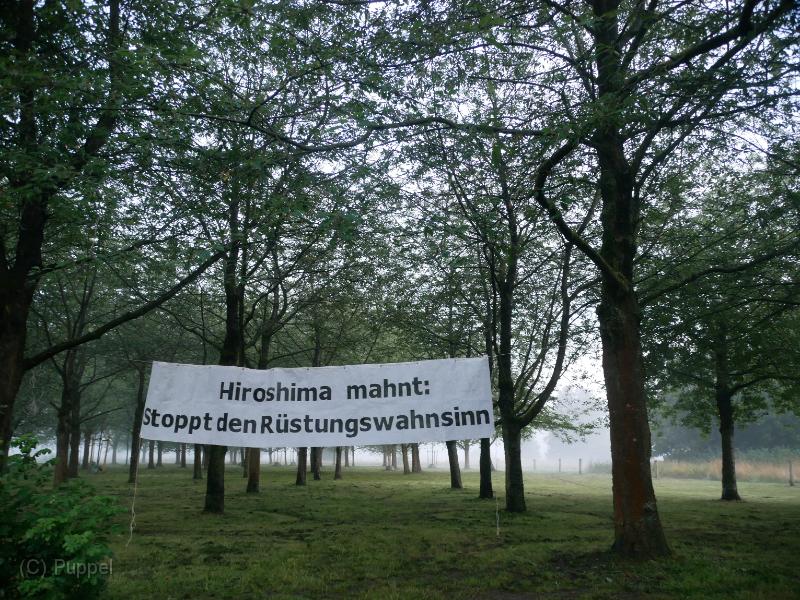 Hiroshima mahnt:
Stoppt den Rüstungswahnsinn
(C) Puppel